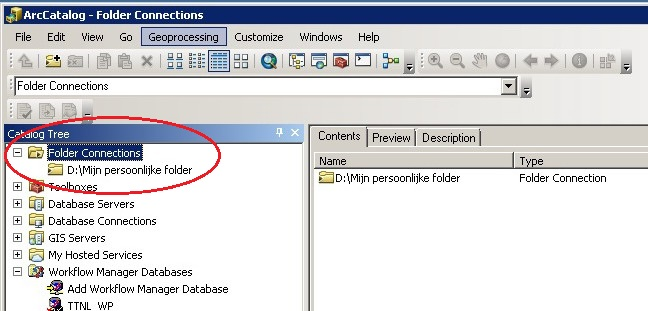 ArcCatalog - Folder Connections
File Edit View Go Geoprocessing Customize Windows Help
Folder Connections
Catalog Tree
Folder Connections
D:\Mijn persoonlijke folder
Toolboxes
Database Servers
Database Connections
GIS Servers
My Hosted Services
Workflow Manager Databases
Add Workflow Manager Database
TTNL_WP
Contents Preview Description
Name Type
D:\Mijn persoonlijke folder Folder Connection